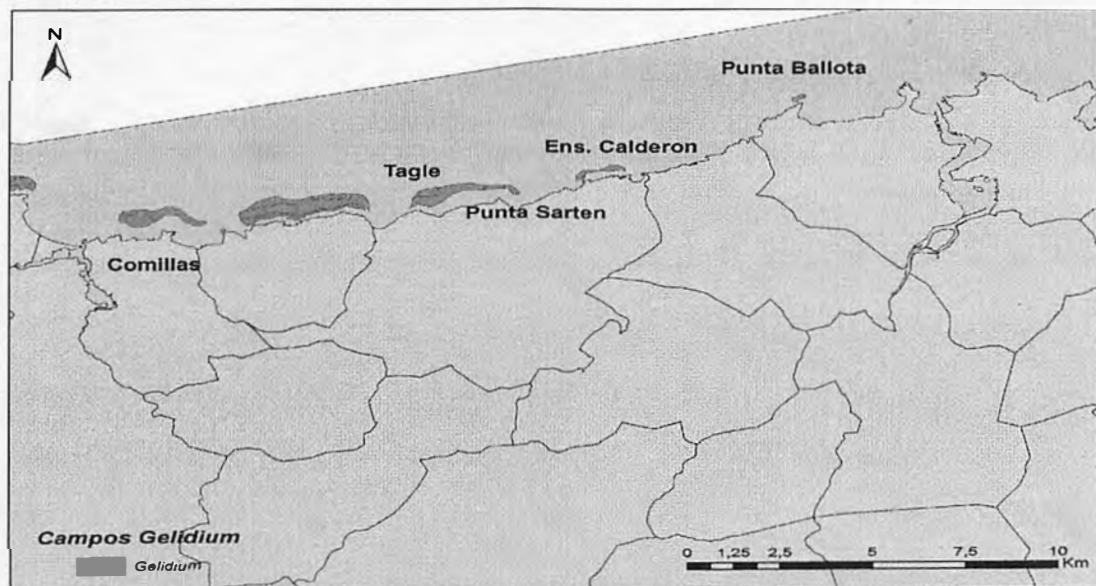 N
Punta Ballota
Ens. Calderon
Tagle
Punta Sarten
Comillas
Campos Gelidium
Gelidium
0 1,25 2,5 5 7,5 10
Km